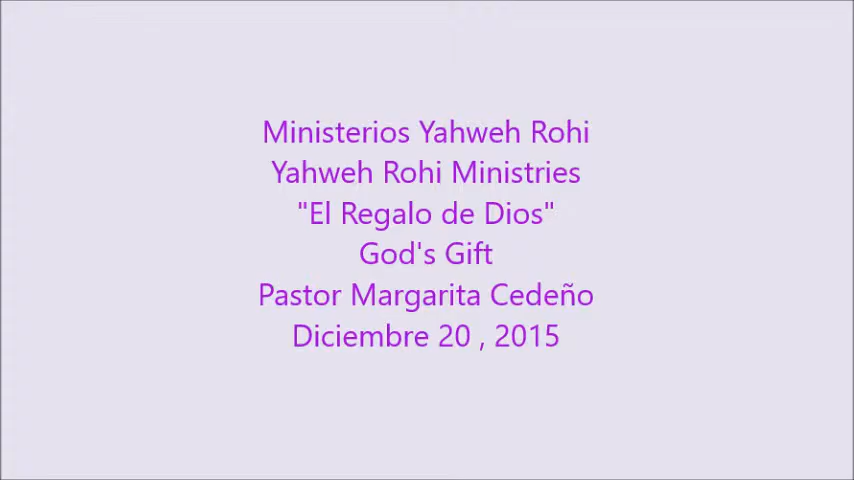 Ministerios Yahweh Rohi
Yahweh Rohi Ministries
"El Regalo de Dios"
God's Gift
Pastor Margarita Cedeño
Diciembre 20 , 2015